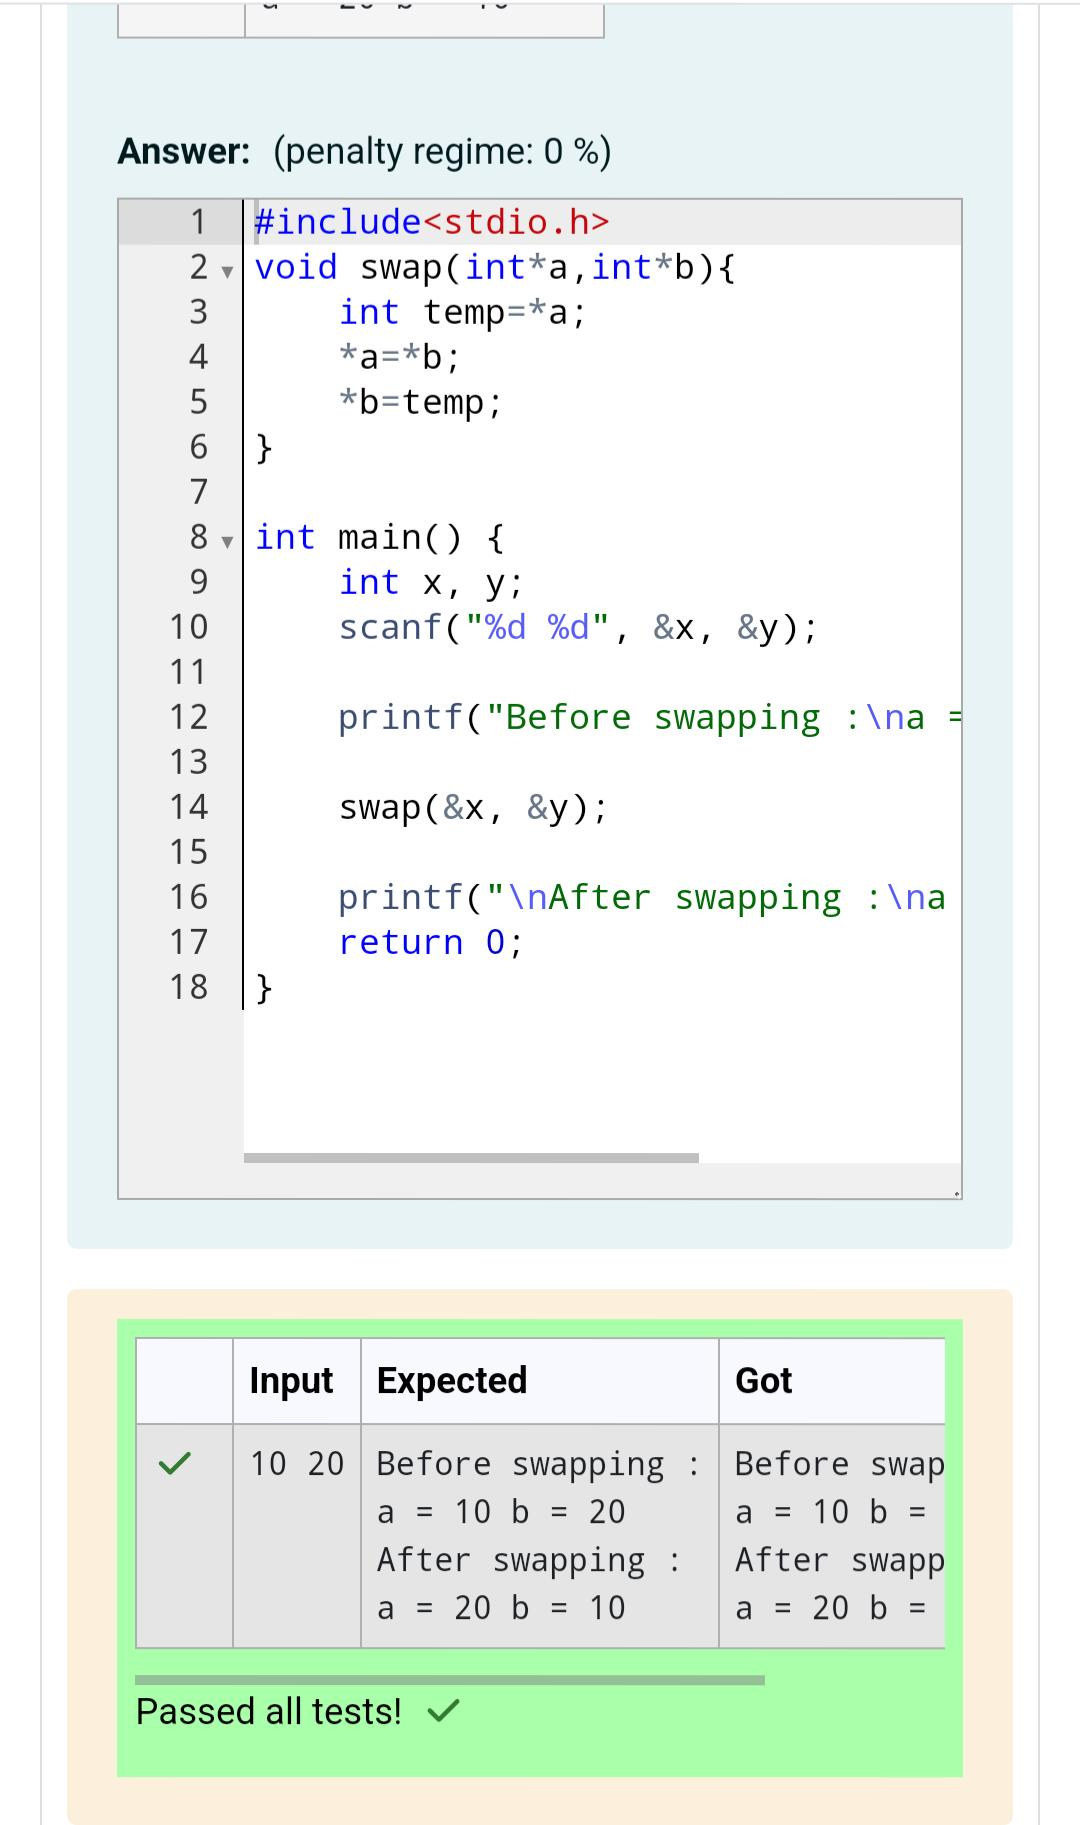 Answer: (penalty regime: 0 %)
1 #include<stdio.h>
2 void swap(int*a,int*b){
3     int temp=*a;
4     *a=*b;
5     *b=temp;
6 }
7
8 int main() {
9     int x, y;
10     scanf("%d %d", &x, &y);
11
12     printf("Before swapping :\na =
13
14     swap(&x, &y);
15
16     printf("\nAfter swapping :\na
17     return 0;
18 }
Input Expected Got
10 20 Before swapping : Before swap
a = 10 b = 20 a = 10 b =
After swapping : After swapp
a = 20 b = 10 a = 20 b =
Passed all tests!